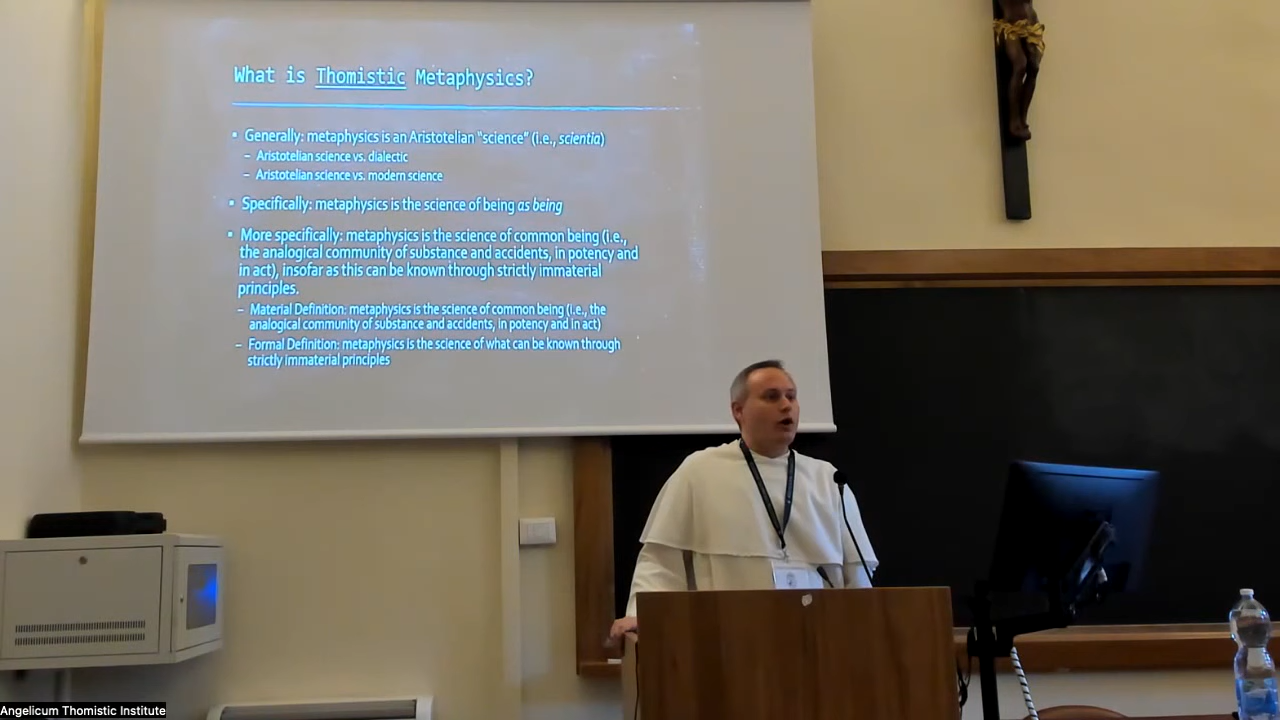 What is Thomistic Metaphysics?
▪ Generally: metaphysics is an Aristotelian "science" (i.e., scientia)
– Aristotelian science vs. dialectic
– Aristotelian science vs. modern science
▪ Specifically: metaphysics is the science of being as being
▪ More specifically: metaphysics is the science of common being (i.e.,
the analogical community of substance and accidents, in potency and
in act), insofar as this can be known through strictly immaterial
principles.
– Material Definition: metaphysics is the science of common being (i.e., the
analogical community of substance and accidents, in potency and in act)
– Formal Definition: metaphysics is the science of what can be known through
strictly immaterial principles
Angelicum Thomistic Institute